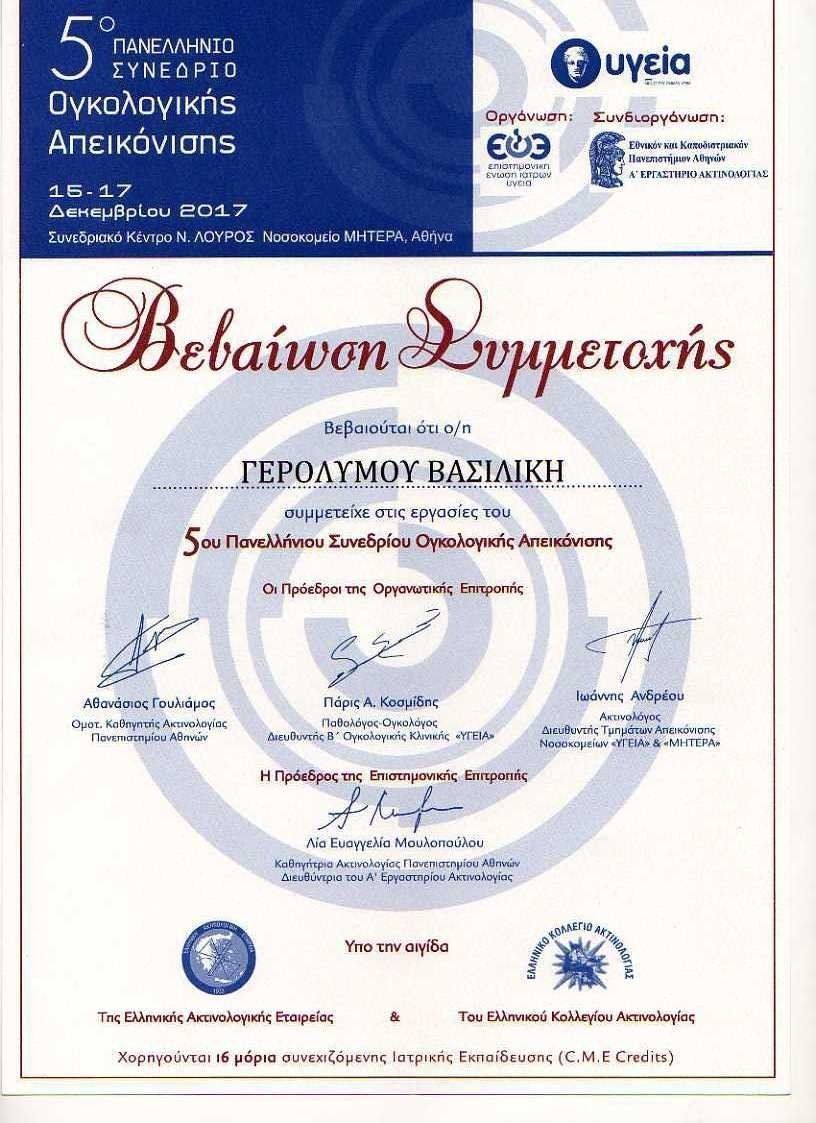 5° ΠΑΝΕΛΛΗΝΙΟ
ΣΥΝΕΔΡΙΟ
Ογκολογικής
Απεικόνισης
15-17
Δεκεμβρίου 2017
Συνεδριακό Κέντρο Ν. ΛΟΥΡΟΣ Νοσοκομείο ΜΗΤΕΡΑ, Αθήνα
υγεία
Οργάνωση:
επιστημονική
ένωση ιατρων
υγεία
Συνδιοργάνωση:
Εθνικόν και Καποδιστριακόν
Πανεπιστήμιον Αθηνών
Α΄ ΕΡΓΑΣΤΗΡΙΟ ΑΚΤΙΝΟΛΟΓΙΑΣ
Βεβαίωση Συμμετοχής
Βεβαιούται ότι ο/η
ΓΕΡΟΛΥΜΟΥ ΒΑΣΙΛΙΚΗ
συμμετείχε στις εργασίες του
5ου Πανελλήνιου Συνεδρίου Ογκολογικής Απεικόνισης
Οι Πρόεδροι της Οργανωτικής Επιτροπής
Αθανάσιος Γουλιάμος
Ομοτ. Καθηγητής Ακτινολογίας
Πανεπιστημίου Αθηνών
Πάρις Α. Κοσμίδης
Παθολόγος-Ογκολόγος
Διευθυντής Β΄ Ογκολογικής Κλινικής «ΥΓΕΙΑ»
Ιωάννης Ανδρέου
Ακτινολόγος
Διευθυντής Τμημάτων Απεικόνισης
Νοσοκομείων «ΥΓΕΙΑ» & «ΜΗΤΕΡΑ»
Η Πρόεδρος της Επιστημονικής Επιτροπής
Λία Ευαγγελία Μουλοπούλου
Καθηγήτρια Ακτινολογίας Πανεπιστημίου Αθηνών
Διευθύντρια του Α' Εργαστηρίου Ακτινολογίας
Υπο την αιγίδα
ΕΛΛΗΝΙΚΟ ΚΟΛΛΕΓΙΟ ΑΚΤΙΝΟΛΟΓΙΑΣ
Της Ελληνικής Ακτινολογικής Εταιρείας & Του Ελληνικού Κολλεγίου Ακτινολογίας
Χορηγούνται 16 μόρια συνεχιζόμενης Ιατρικής Εκπαίδευσης (C.M.E Credits)